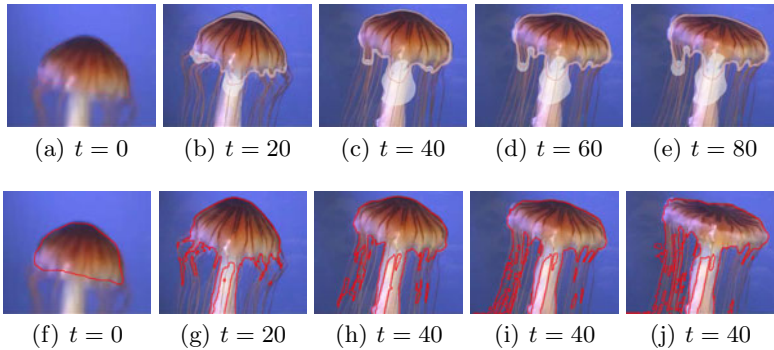 (a) t = 0
(b) t = 20
(c) t = 40
(d) t = 60
(e) t = 80
(f) t = 0
(g) t = 20
(h) t = 40
(i) t = 40
(j) t = 40